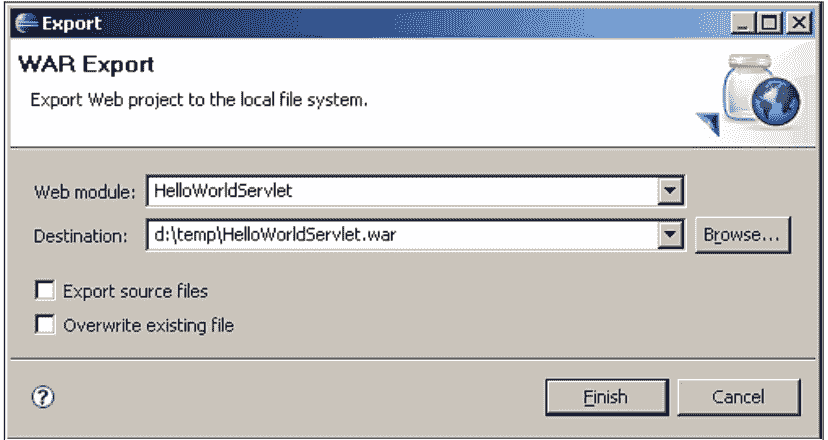 Export
WAR Export
Export Web project to the local file system.
Web module: HelloWorldServlet
Destination: d:\temp\HelloWorldServlet.war Browse...
Export source files
Overwrite existing file
? Finish Cancel